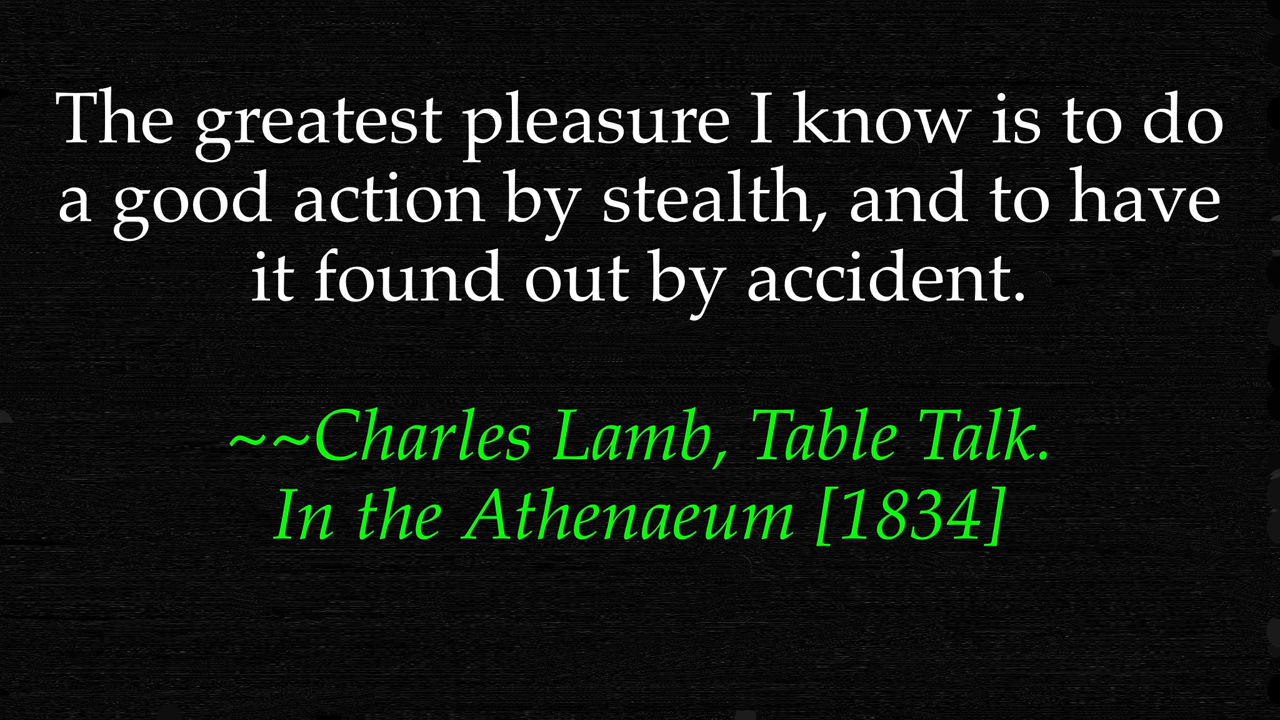 The greatest pleasure I know is to do
a good action by stealth, and to have
it found out by accident.
~~Charles Lamb, Table Talk.
In the Athenaeum [1834]